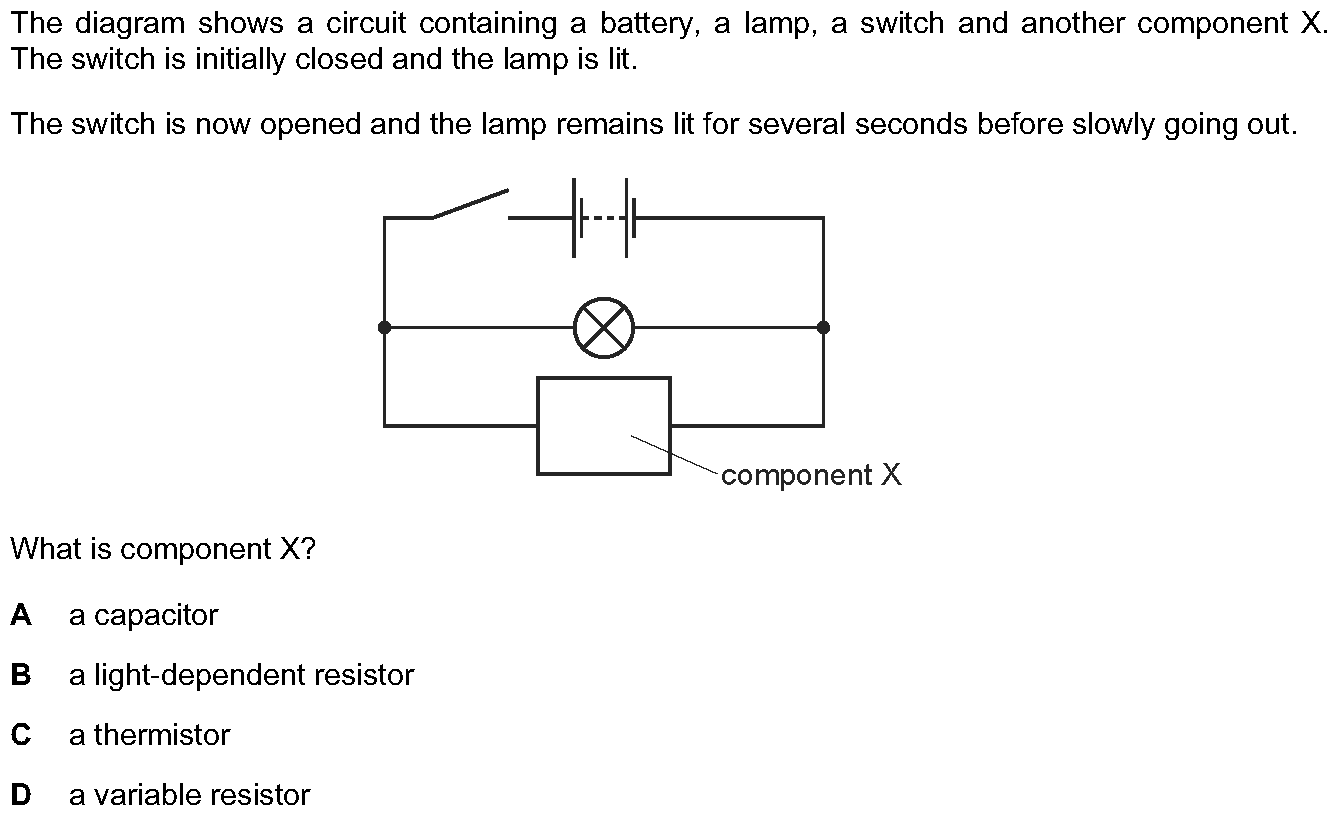 The diagram shows a circuit containing a battery, a lamp, a switch and another component X.
The switch is initially closed and the lamp is lit.
The switch is now opened and the lamp remains lit for several seconds before slowly going out.
component X
What is component X?
A a capacitor
B a light-dependent resistor
C a thermistor
D a variable resistor